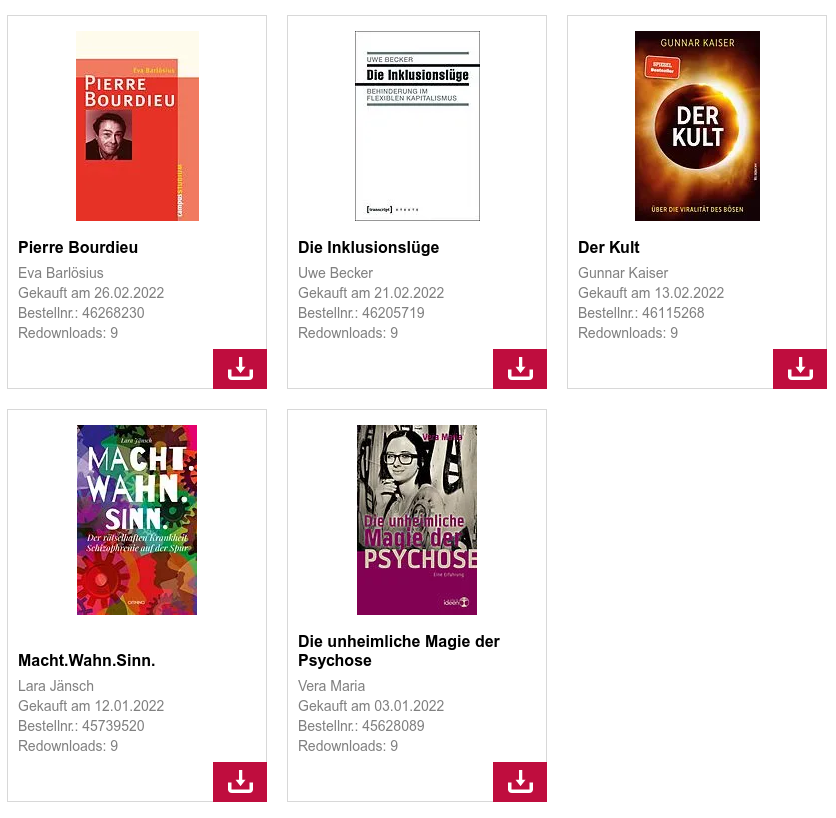 Eva Barlösius
PIERRE
BOURDIEU
campus STUDIUM
Pierre Bourdieu
Eva Barlösius
Gekauft am 26.02.2022
Bestellnr.: 46268230
Redownloads: 9
UWE BECKER
Die Inklusionslüge
BEHINDERUNG IM
FLEXIBLEN KAPITALISMUS
[transcript] XTEXTE
Die Inklusionslüge
Uwe Becker
Gekauft am 21.02.2022
Bestellnr.: 46205719
Redownloads: 9
GUNNAR KAISER
SPIEGEL
Bestseller
DER
KULT
ÜBER DIE VIRALITÄT DES BÖSEN
Der Kult
Gunnar Kaiser
Gekauft am 13.02.2022
Bestellnr.: 46115268
Redownloads: 9
Lara Jänsch
MACHT.
WAHN.
SINN.
Der rätselhaften Krankheit
Schizophrenie auf der Spur
Macht.Wahn.Sinn.
Lara Jänsch
Gekauft am 12.01.2022
Bestellnr.: 45739520
Redownloads: 9
Vera Maria
Die unheimliche
Magie der
PSYCHOSE
Eine Erfahrung
ideen
Die unheimliche Magie der
Psychose
Vera Maria
Gekauft am 03.01.2022
Bestellnr.: 45628089
Redownloads: 9